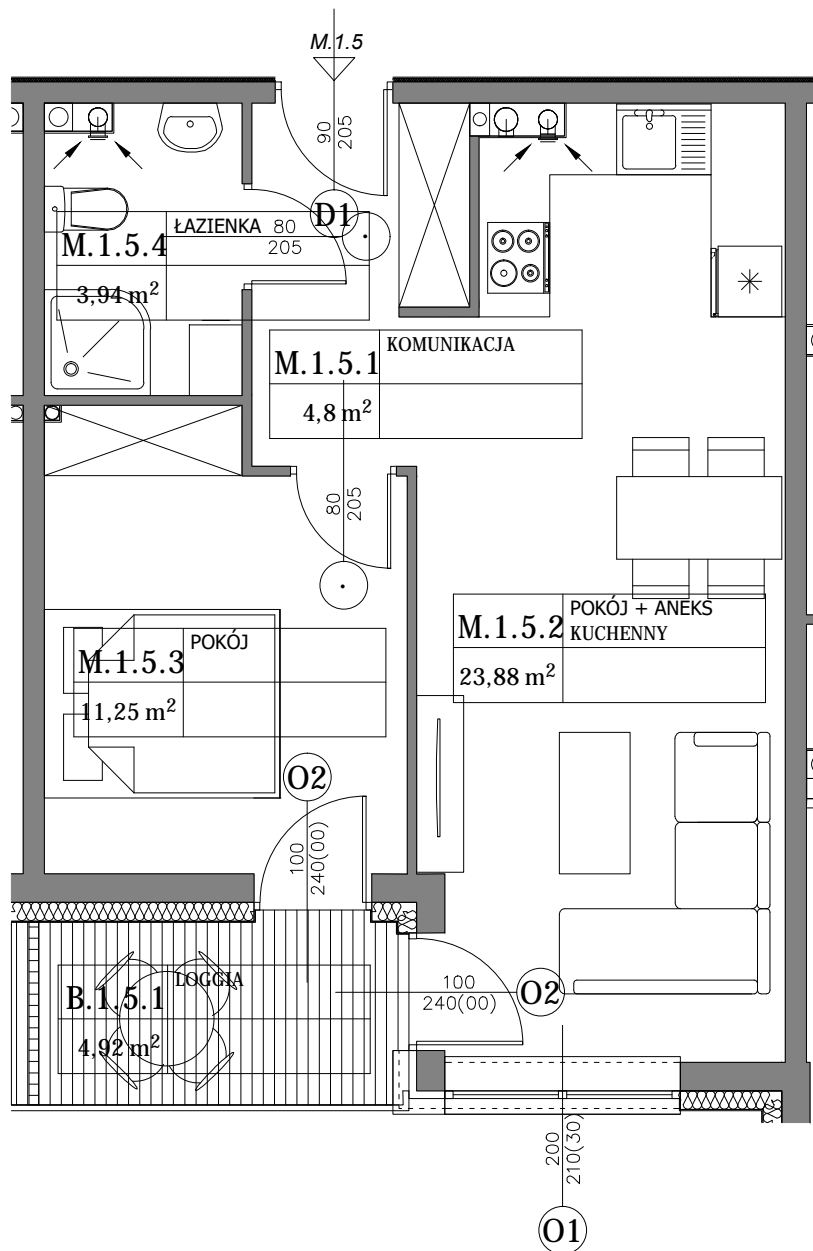 M.1.5
90
205
D1
ŁAZIENKA
M.1.5.4
80
205
3,94 m²
KOMUNIKACJA
M.1.5.1
4,8 m²
80
205
POKÓJ + ANEKS
KUCHENNY
M.1.5.2
23,88 m²
POKÓJ
M.1.5.3
11,25 m²
O2
100
240(00)
LOGGIA
B.1.5.1
4,92 m²
100
240(00)
O2
200
210(30)
O1